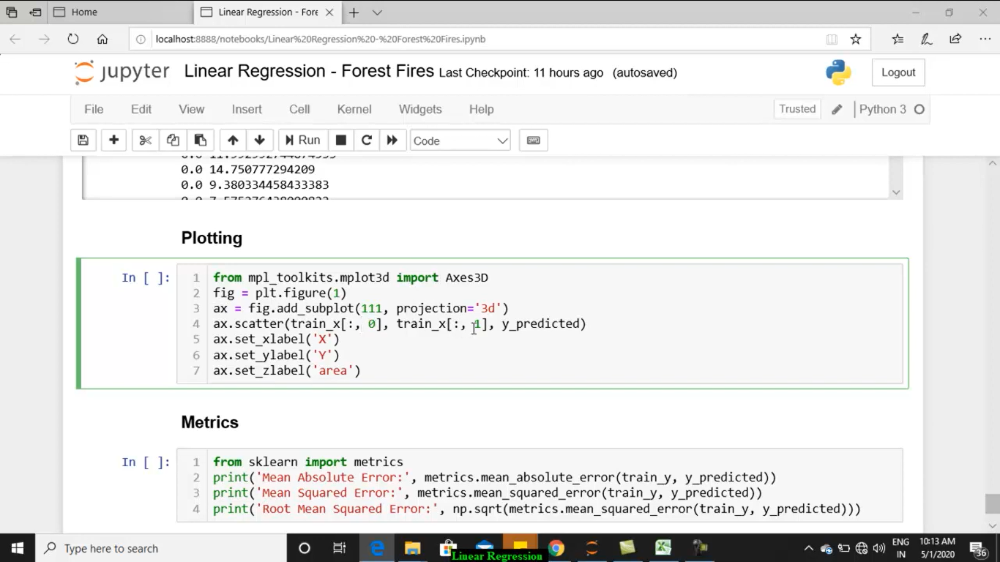 Home
Linear Regression - Fore
localhost:8888/notebooks/Linear%20Regression%20-%20Forest%20Fires.ipynb
jupyter Linear Regression - Forest Fires Last Checkpoint: 11 hours ago (autosaved)
Logout
File Edit View Insert Cell Kernel Widgets Help
Trusted Python 3
Run Code
0.0 14.750777294209
0.0 9.380334458433383
Plotting
In [ ]:
1 from mpl_toolkits.mplot3d import Axes3D
2 fig = plt.figure(1)
3 ax = fig.add_subplot(111, projection='3d')
4 ax.scatter(train_x[:, 0], train_x[:, 1], y_predicted)
5 ax.set_xlabel('X')
6 ax.set_ylabel('Y')
7 ax.set_zlabel('area')
Metrics
In [ ]:
1 from sklearn import metrics
2 print('Mean Absolute Error:', metrics.mean_absolute_error(train_y, y_predicted))
3 print('Mean Squared Error:', metrics.mean_squared_error(train_y, y_predicted))
4 print('Root Mean Squared Error:', np.sqrt(metrics.mean_squared_error(train_y, y_predicted)))
Type here to search
Linear Regression
ENG
IN
10:13 AM
5/1/2020
36